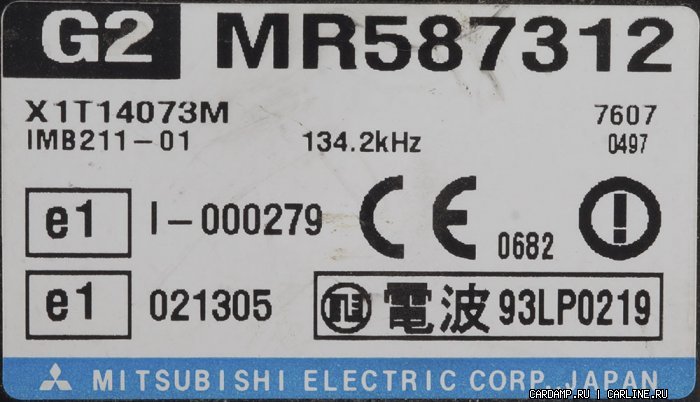 G2 MR587312
X1T14073M 7607
IMB211-01 134.2kHz 0497
e1 I-000279 CE 0682
e1 021305 電波 93LP0219
MITSUBISHI ELECTRIC CORP. JAPAN
CARDAMP.RU | CARLINE.RU